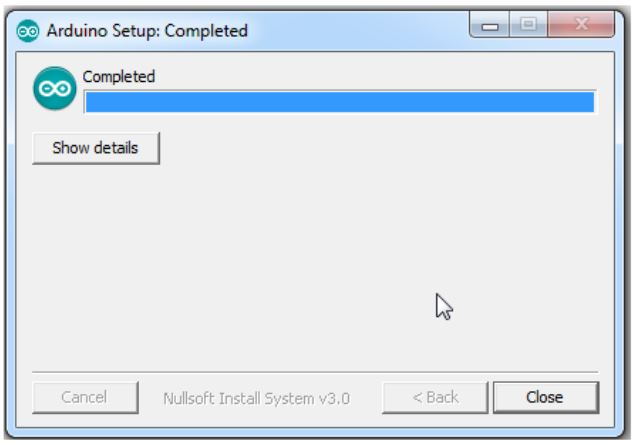 Arduino Setup: Completed
Completed
Show details
Cancel
Nullsoft Install System v3.0
< Back
Close